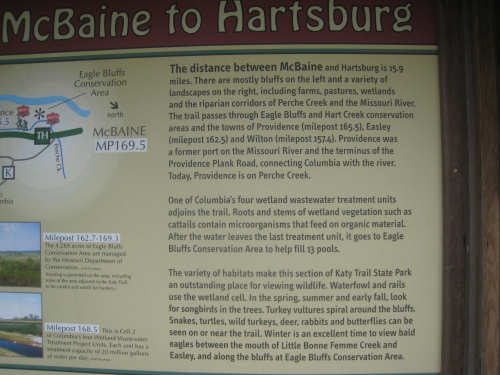 McBaine to Hartsburg
Eagle Bluffs
Conservation
Area
north
McBAINE
MP169.5
TH
K
The distance between McBaine and Hartsburg is 15.9
miles. There are mostly bluffs on the left and a variety of
landscapes on the right, including farms, pastures, wetlands
and the riparian corridors of Perche Creek and the Missouri River.
The trail passes through Eagle Bluffs and Hart Creek conservation
areas and the towns of Providence (milepost 165.5), Easley
(milepost 162.5) and Wilton (milepost 157.4). Providence was
a former port on the Missouri River and the terminus of the
Providence Plank Road, connecting Columbia with the river.
Today, Providence is on Perche Creek.
One of Columbia's four wetland wastewater treatment units
adjoins the trail. Roots and stems of wetland vegetation such as
cattails contain microorganisms that feed on organic material.
After the water leaves the last treatment unit, it goes to Eagle
Bluffs Conservation Area to help fill 13 pools.
The variety of habitats make this section of Katy Trail State Park
an outstanding place for viewing wildlife. Waterfowl and rails
use the wetland cell. In the spring, summer and early fall, look
for songbirds in the trees. Turkey vultures spiral around the bluffs.
Snakes, turtles, wild turkeys, deer, rabbits and butterflies can be
seen on or near the trail. Winter is an excellent time to view bald
eagles between the mouth of Little Bonne Femme Creek and
Easley, and along the bluffs at Eagle Bluffs Conservation Area.
Milepost 162.7-169.3
The 4,269 acres of Eagle Bluffs
Conservation Area are managed
by the Missouri Department of
Conservation.
Milepost 168.5 This is Cell 2
of Columbia's four Wetland Wastewater
Treatment Project Units. Each unit has a
treatment capacity of 20 million gallons
of water per day.